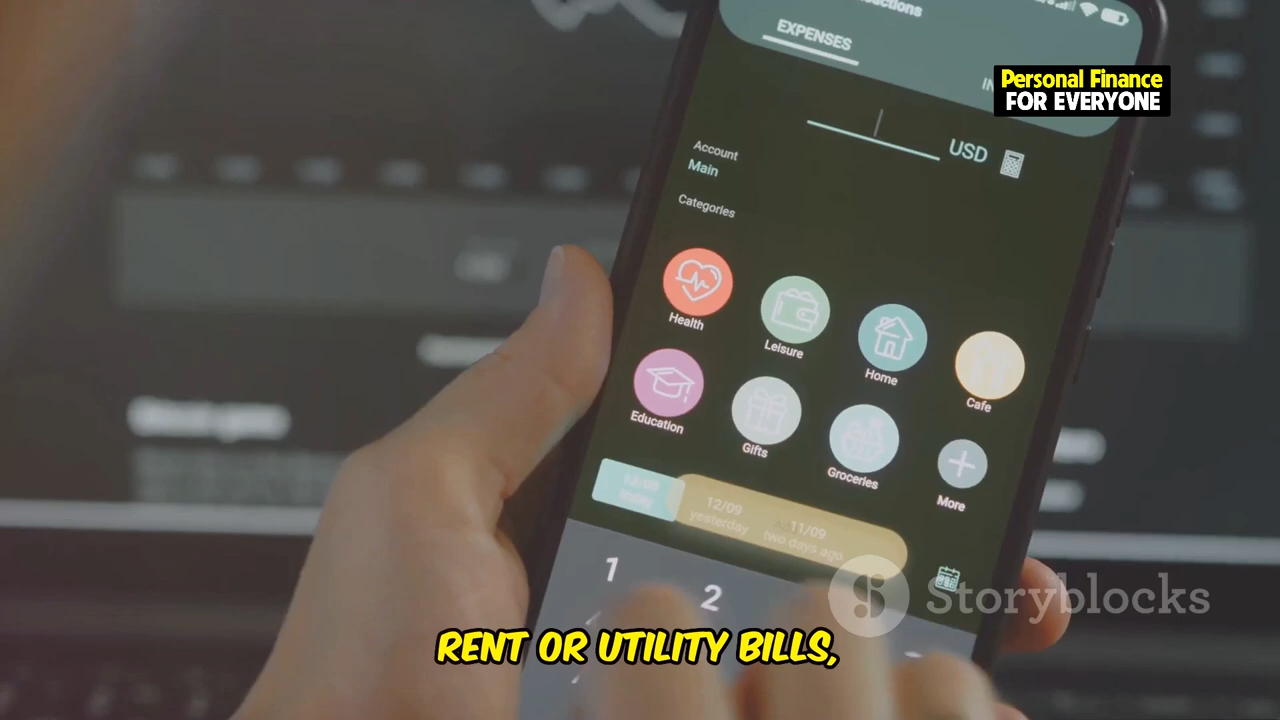 EXPENSES
Personal Finance
FOR EVERYONE
USD
Account
Main
Categories
Health
Leisure
Home
Cafe
Education
Gifts
Groceries
More
12/09
yesterday
11/09
two days ago
1
2
Storyblocks
RENT OR UTILITY BILLS,